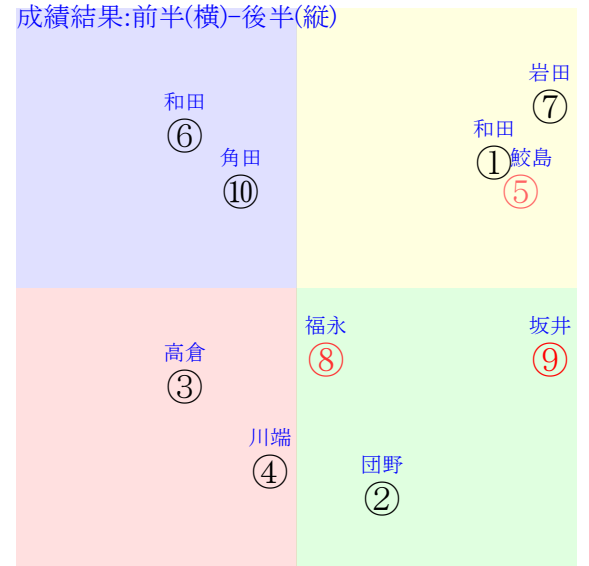 成績結果:前半(横)-後半(縦)
岩田
⑦
和田
⑥
和田
①
鮫島
⑤
角田
⑩
福永
⑧
坂井
⑨
高倉
③
川端
④
団野
②